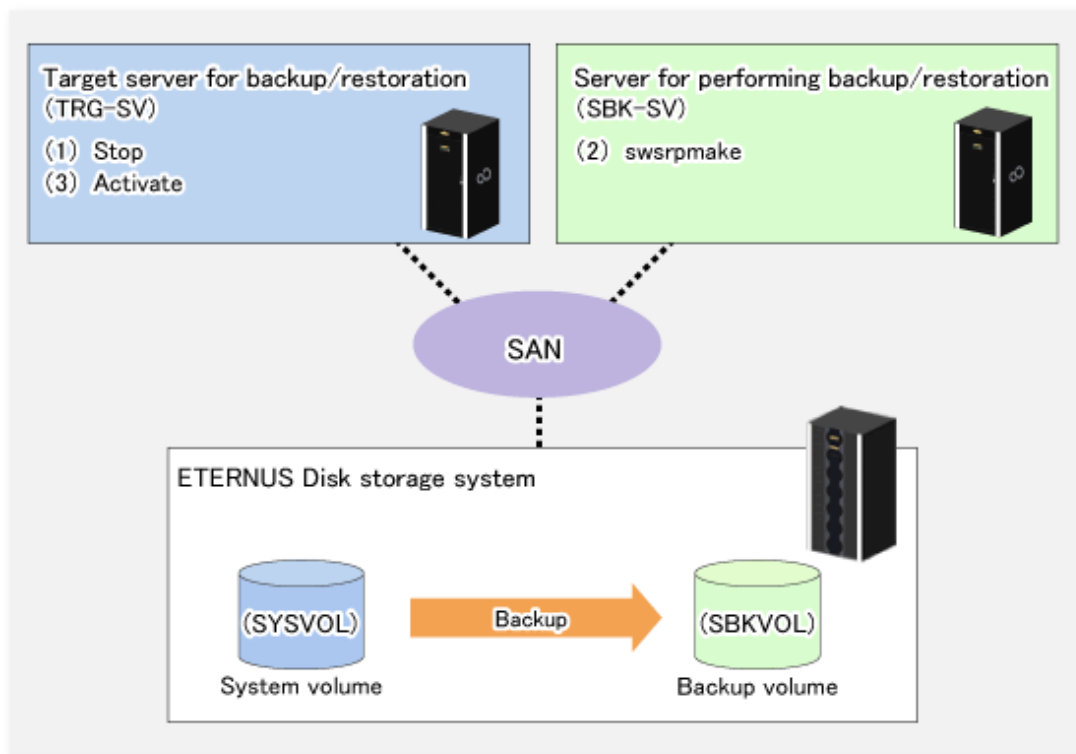 Target server for backup/restoration
(TRG-SV)
(1) Stop
(3) Activate
Server for performing backup/restoration
(SBK-SV)
(2) swsrpmake
SAN
ETERNUS Disk storage system
(SYSVOL)
System volume
Backup
(SBKVOL)
Backup volume